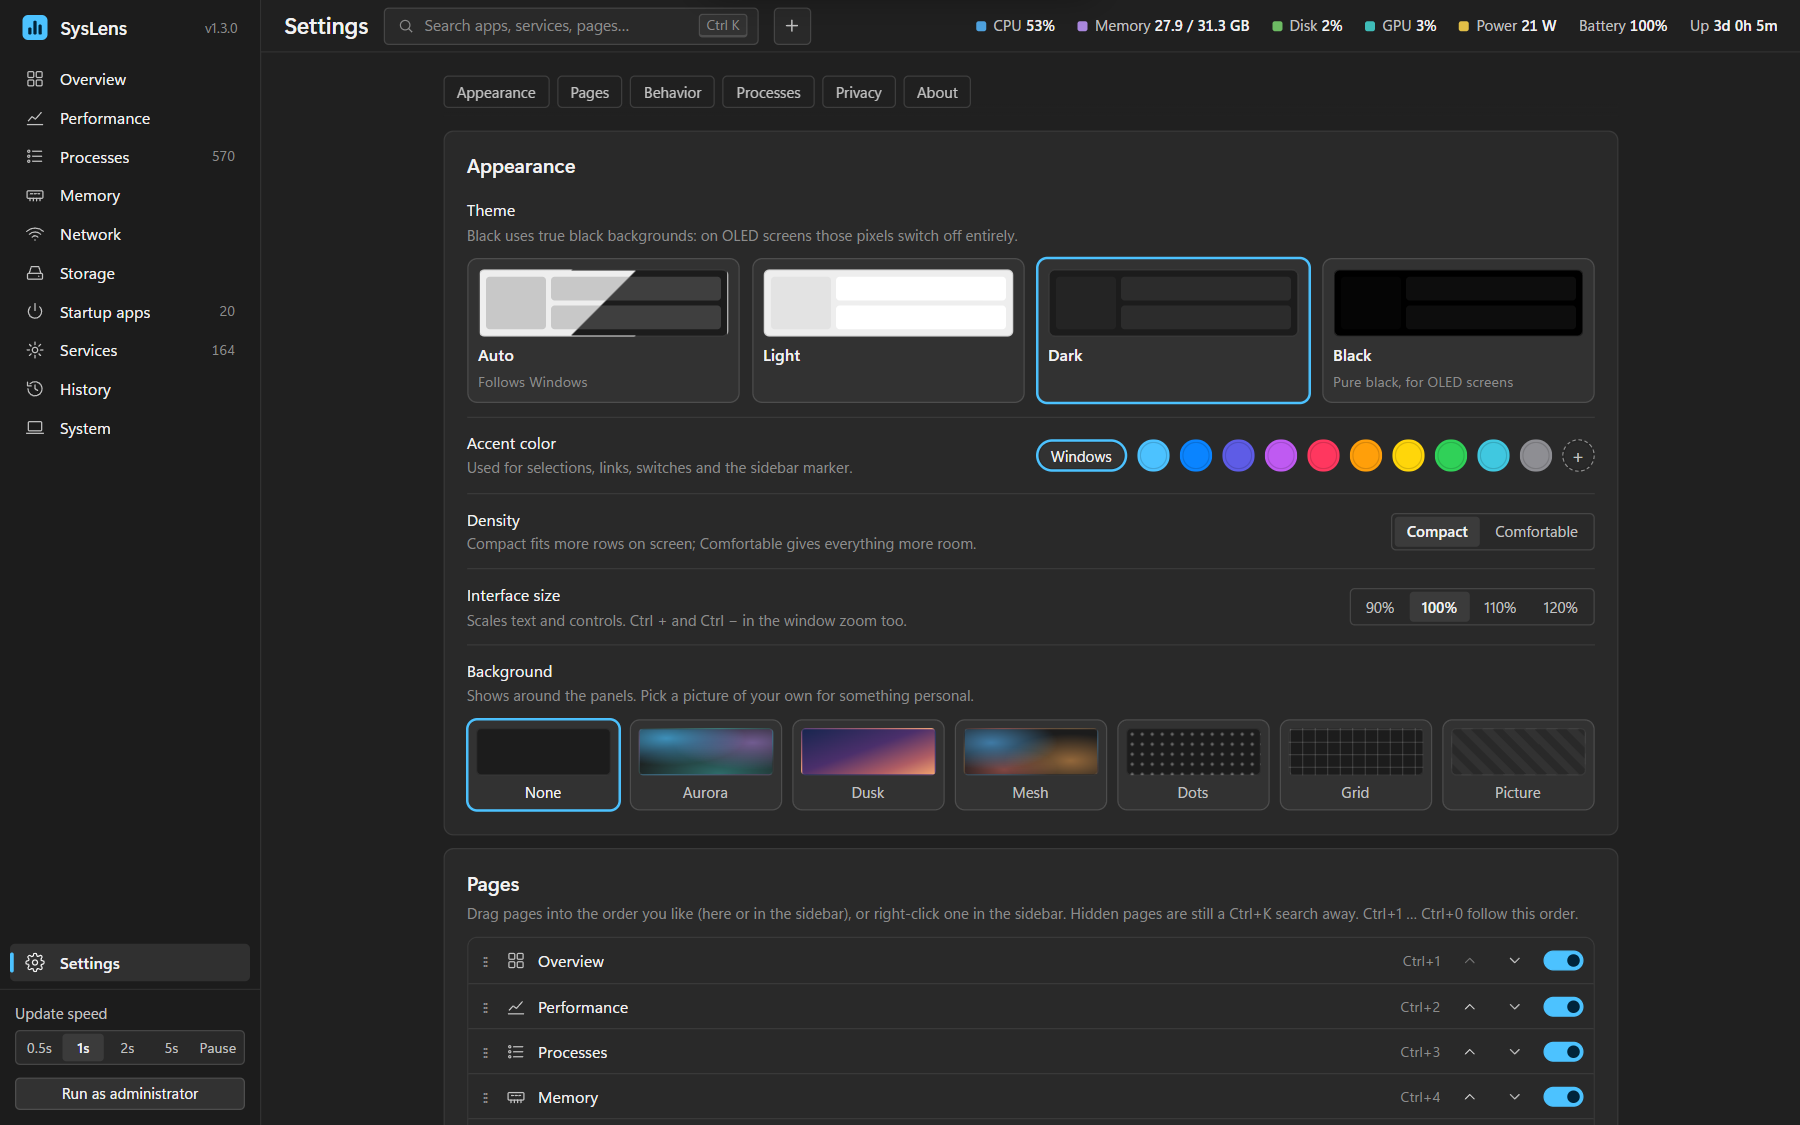 SysLens v1.3.0
Overview
Performance
Processes 570
Memory
Network
Storage
Startup apps 20
Services 164
History
System
Settings
Update speed
0.5s 1s 2s 5s Pause
Run as administrator
Settings Search apps, services, pages... Ctrl K + CPU 53% Memory 27.9 / 31.3 GB Disk 2% GPU 3% Power 21 W Battery 100% Up 3d 0h 5m
Appearance Pages Behavior Processes Privacy About
Appearance
Theme
Black uses true black backgrounds: on OLED screens those pixels switch off entirely.
Auto Light Dark Black
Follows Windows Pure black, for OLED screens
Accent color
Used for selections, links, switches and the sidebar marker.
Windows +
Density
Compact fits more rows on screen; Comfortable gives everything more room.
Compact Comfortable
Interface size
Scales text and controls. Ctrl + and Ctrl − in the window zoom too.
90% 100% 110% 120%
Background
Shows around the panels. Pick a picture of your own for something personal.
None Aurora Dusk Mesh Dots Grid Picture
Pages
Drag pages into the order you like (here or in the sidebar), or right-click one in the sidebar. Hidden pages are still a Ctrl+K search away. Ctrl+1 ... Ctrl+0 follow this order.
Overview Ctrl+1
Performance Ctrl+2
Processes Ctrl+3
Memory Ctrl+4